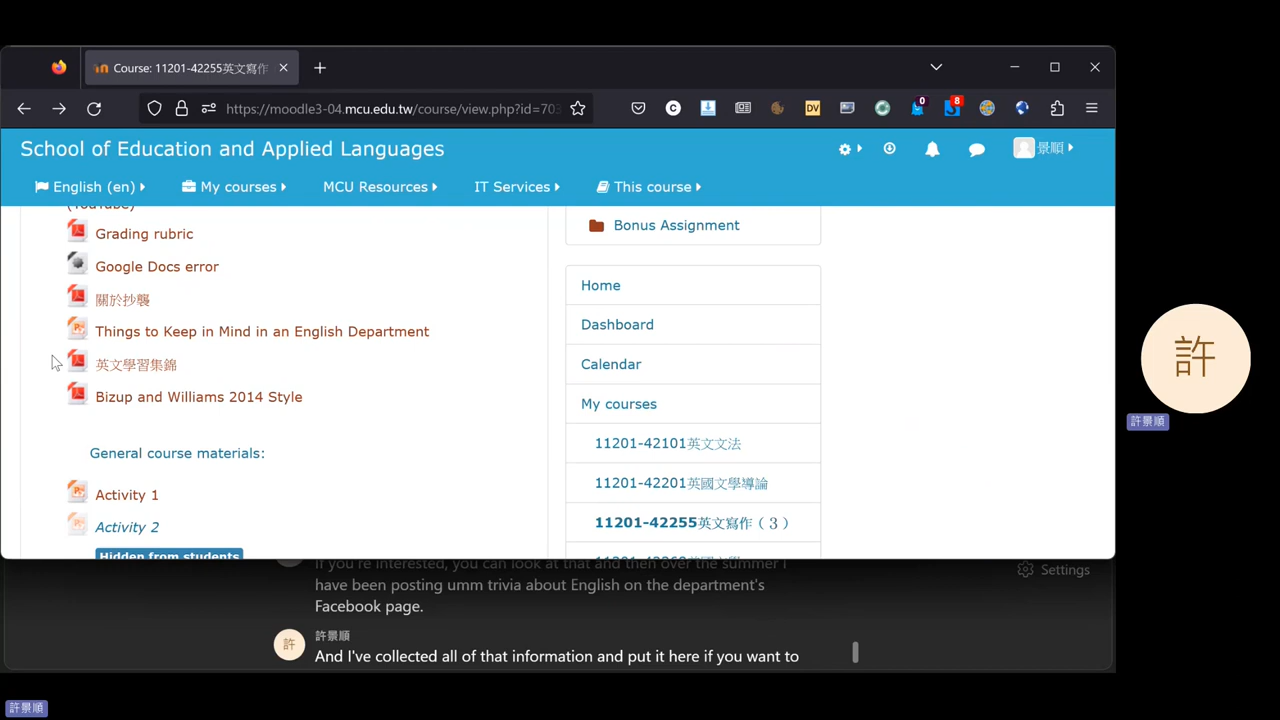 Course: 11201-42255英文寫作
https://moodle3-04.mcu.edu.tw/course/view.php?id=703
0
8
School of Education and Applied Languages
景順
English (en)
My courses
MCU Resources
IT Services
This course
(YouTube)
Grading rubric
Google Docs error
關於抄襲
Things to Keep in Mind in an English Department
英文學習集錦
Bizup and Williams 2014 Style
General course materials:
Activity 1
Activity 2
Hidden from students
Bonus Assignment
Home
Dashboard
Calendar
My courses
11201-42101英文文法
11201-42201英國文學導論
11201-42255英文寫作（3）
If you're interested, you can look at that and then over the summer I
have been posting umm trivia about English on the department's
Facebook page.
Settings
許
許景順
And I've collected all of that information and put it here if you want to
許
許景順
許景順